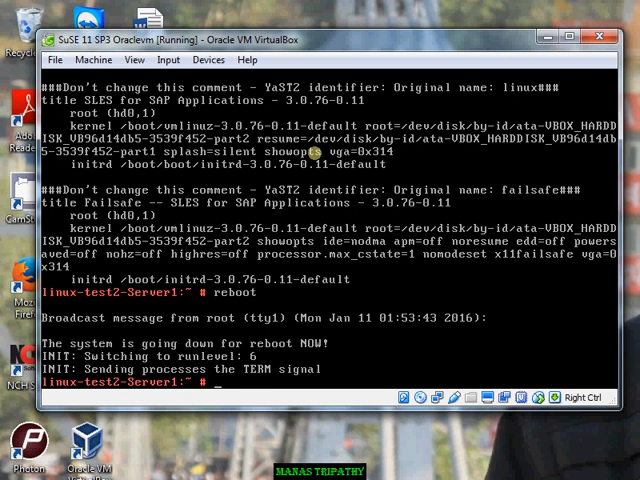 SuSE 11 SP3 Oraclevm [Running] - Oracle VM VirtualBox
File Machine View Input Devices Help
###Don't change this comment - YaST2 identifier: Original name: linux###
title SLES for SAP Applications - 3.0.76-0.11
root (hd0,1)
kernel /boot/vmlinuz-3.0.76-0.11-default root=/dev/disk/by-id/ata-VBOX_HARDD
ISK_VB96d14db5-3539f452-part2 resume=/dev/disk/by-id/ata-VBOX_HARDDISK_VB96d14db
5-3539f452-part1 splash=silent showopts vga=0x314
initrd /boot/boot/initrd-3.0.76-0.11-default
###Don't change this comment - YaST2 identifier: Original name: failsafe###
title Failsafe -- SLES for SAP Applications - 3.0.76-0.11
root (hd0,1)
kernel /boot/vmlinuz-3.0.76-0.11-default root=/dev/disk/by-id/ata-VBOX_HARDD
ISK_VB96d14db5-3539f452-part2 showopts ide=nodma apm=off noresume edd=off powers
aved=off nohz=off highres=off processor.max_cstate=1 nomodeset x11failsafe vga=0
x314
initrd /boot/initrd-3.0.76-0.11-default
linux-test2-Server1:~ # reboot
Broadcast message from root (tty1) (Mon Jan 11 01:53:43 2016):
The system is going down for reboot NOW!
INIT: Switching to runlevel: 6
INIT: Sending processes the TERM signal
linux-test2-Server1:~ # _
Right Ctrl
Recyc
Ado
Reade
CamSt
Mozi
Fi
NCH S
Photon
Oracle VM
MANAS TRIPATHY